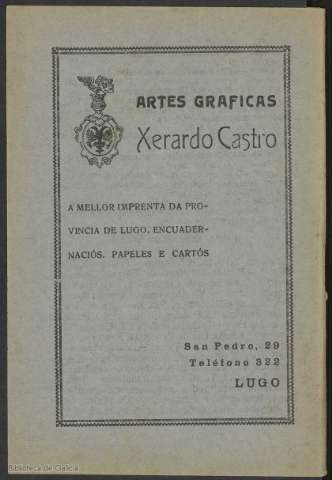 ARTES GRAFICAS
Xerardo Castro
A MELLOR IMPRENTA DA PRO-
VINCIA DE LUGO. ENCUADER-
NACIÓS. PAPELES E CARTÓS
San Pedro, 29
Teléfono 322
LUGO
Biblioteca de Galicia